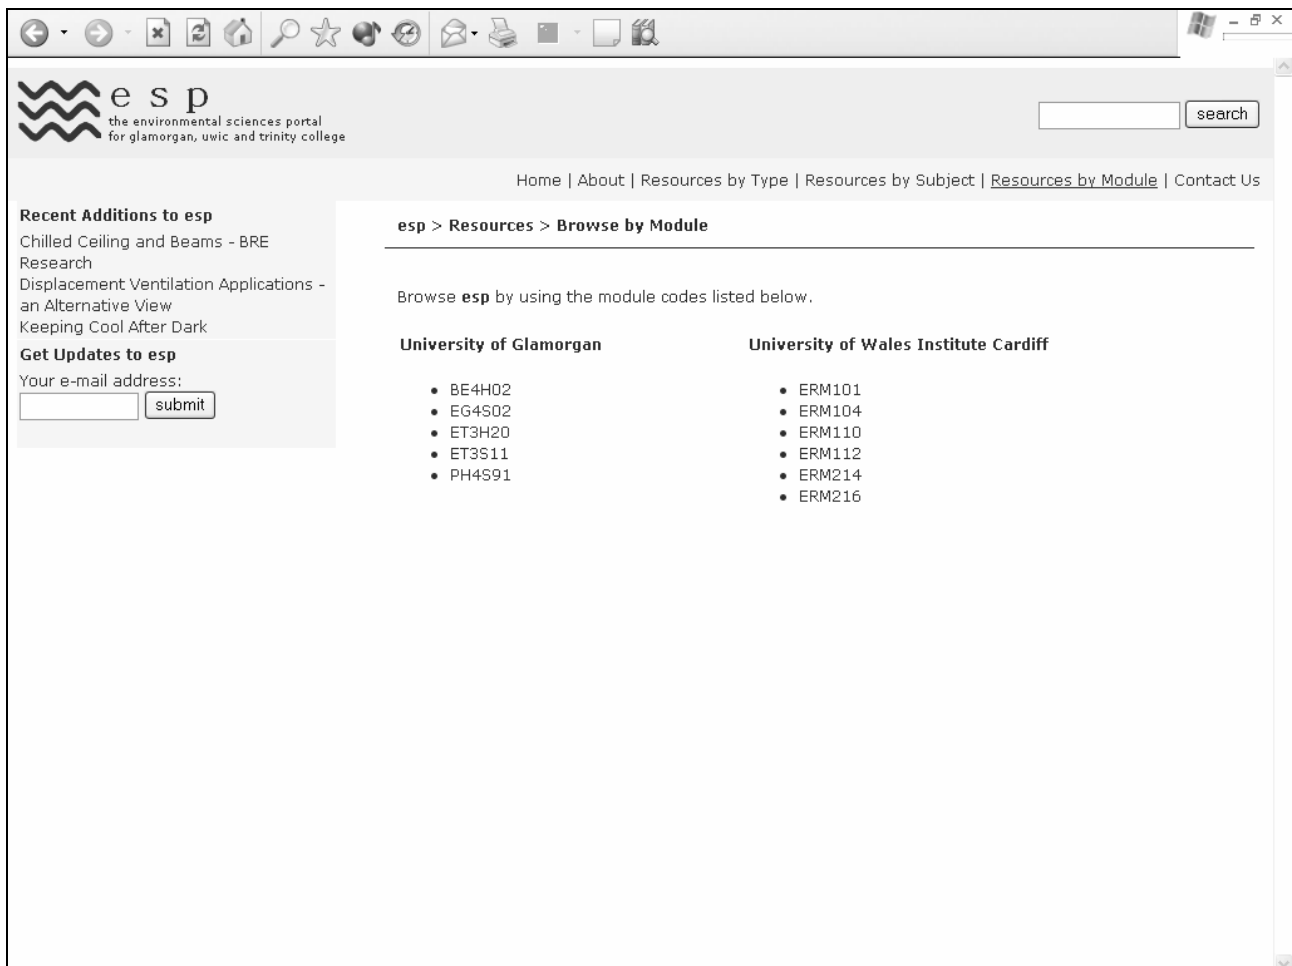 e s p
the environmental sciences portal
for glamorgan, uwic and trinity college
search
Home | About | Resources by Type | Resources by Subject | Resources by Module | Contact Us
Recent Additions to esp
Chilled Ceiling and Beams - BRE
Research
Displacement Ventilation Applications -
an Alternative View
Keeping Cool After Dark
Get Updates to esp
Your e-mail address:
submit
esp > Resources > Browse by Module
Browse esp by using the module codes listed below.
University of Glamorgan
• BE4H02
• EG4S02
• ET3H20
• ET3S11
• PH4S91
University of Wales Institute Cardiff
• ERM101
• ERM104
• ERM110
• ERM112
• ERM214
• ERM216